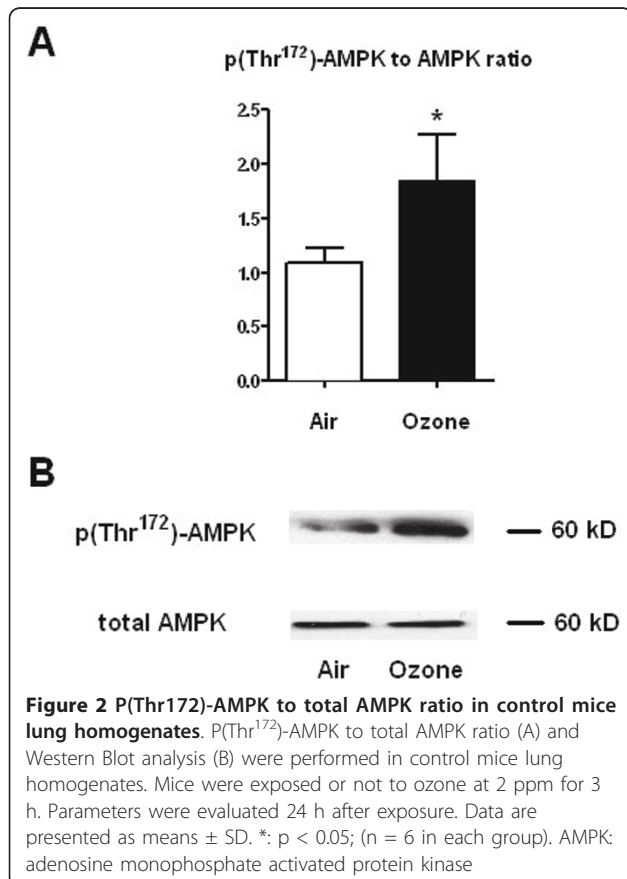 A
p(Thr¹⁷²)-AMPK to AMPK ratio
2.5
2.0
1.5
1.0
0.5
0.0
*
Air Ozone
B
p(Thr¹⁷²)-AMPK — 60 kD
total AMPK — 60 kD
Air Ozone
Figure 2 P(Thr172)-AMPK to total AMPK ratio in control mice
lung homogenates. P(Thr¹⁷²)-AMPK to total AMPK ratio (A) and
Western Blot analysis (B) were performed in control mice lung
homogenates. Mice were exposed or not to ozone at 2 ppm for 3
h. Parameters were evaluated 24 h after exposure. Data are
presented as means ± SD. *: p < 0.05; (n = 6 in each group). AMPK:
adenosine monophosphate activated protein kinase